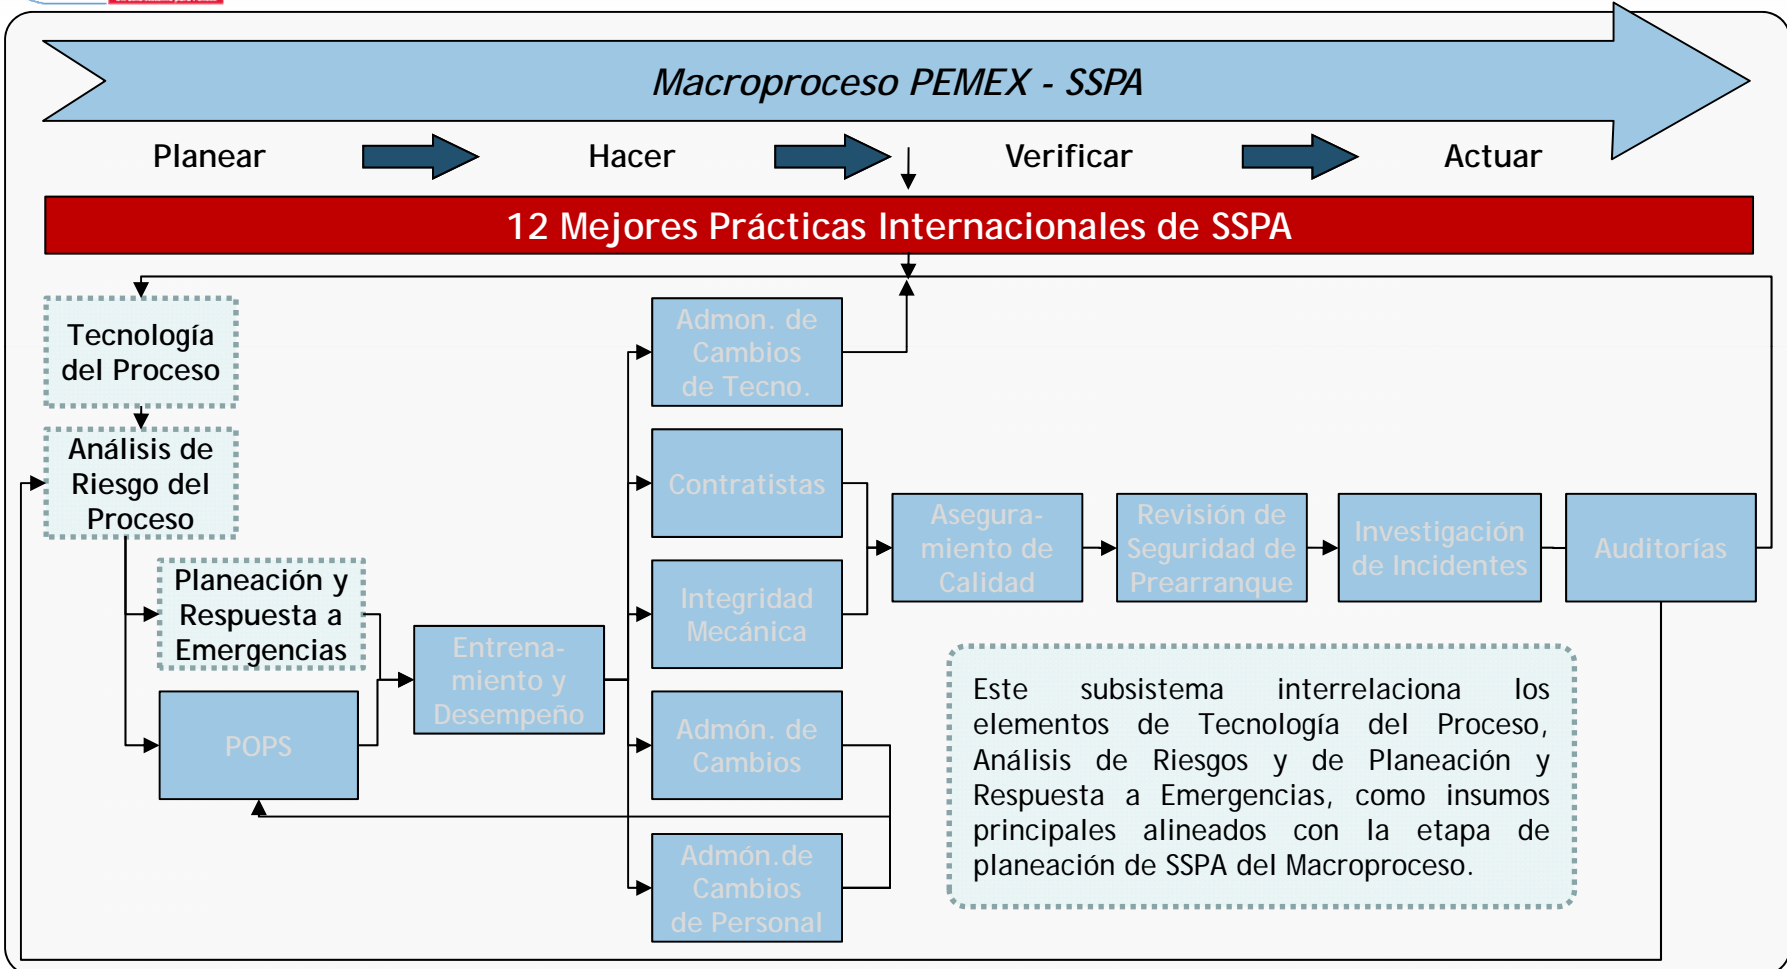 Macroproceso PEMEX - SSPA
Planear
Hacer
Verificar
Actuar
12 Mejores Prácticas Internacionales de SSPA
Tecnología
del Proceso
Análisis de
Riesgo del
Proceso
Planeación y
Respuesta a
Emergencias
POPS
Entrena-
miento y
Desempeño
Admon. de
Cambios
de Tecno.
Contratistas
Integridad
Mecánica
Admón. de
Cambios
Admón.de
Cambios
de Personal
Asegura-
miento de
Calidad
Revisión de
Seguridad de
Prearranque
Investigación
de Incidentes
Auditorías
Este subsistema interrelaciona los
elementos de Tecnología del Proceso,
Análisis de Riesgos y de Planeación y
Respuesta a Emergencias, como insumos
principales alineados con la etapa de
planeación de SSPA del Macroproceso.